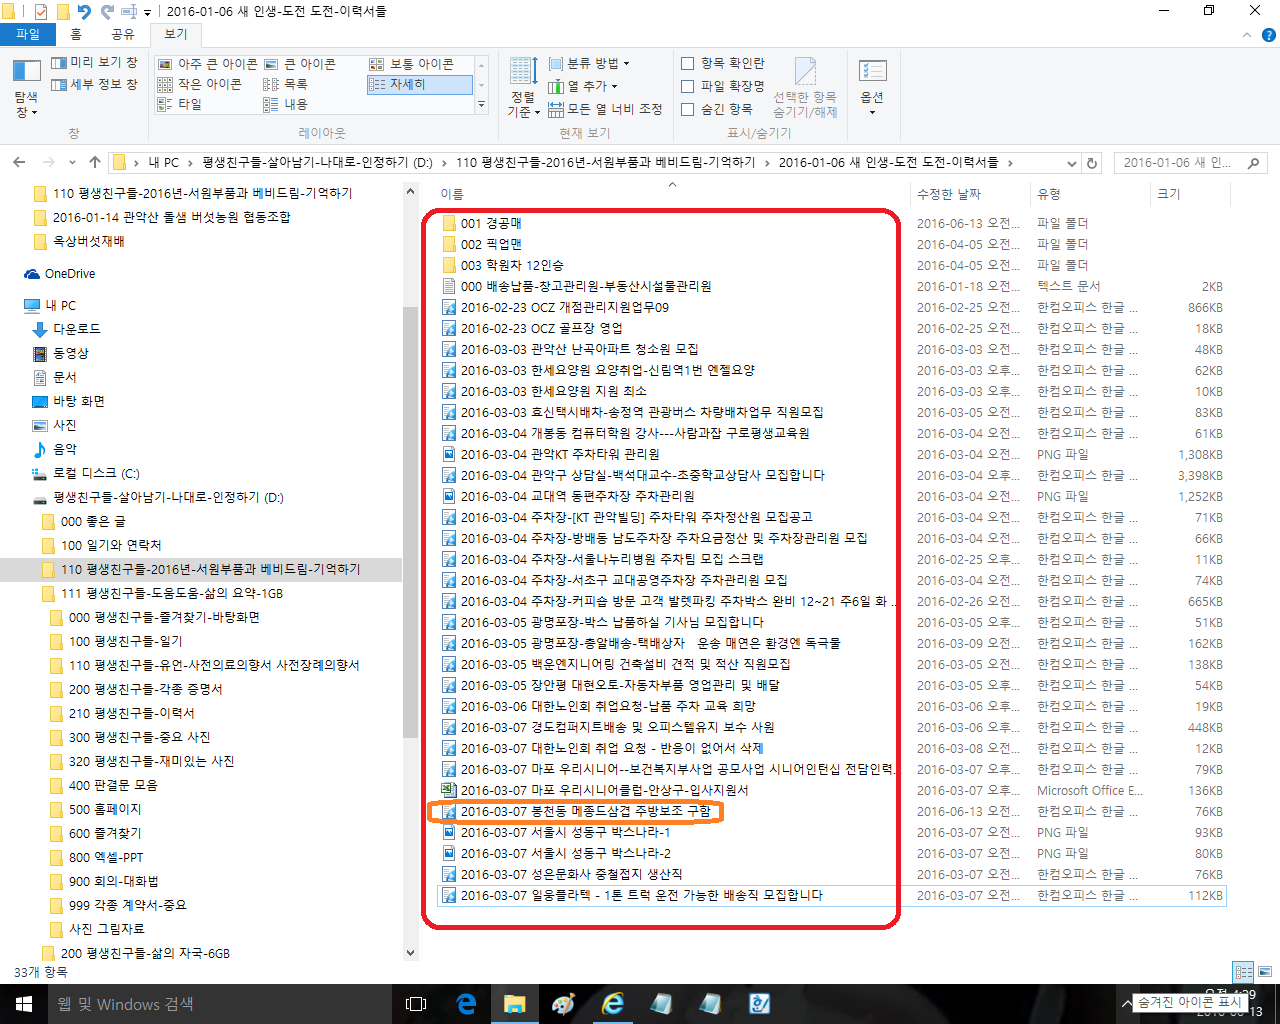 2016-01-06 새 인생-도전 도전-이력서들
파일 홈 공유 보기
탐색 창
미리 보기 창
세부 정보 창
창
아주 큰 아이콘 큰 아이콘 보통 아이콘
작은 아이콘 목록 자세히
타일 내용
레이아웃
정렬 기준
분류 방법
열 추가
모든 열 너비 조정
현재 보기
항목 확인란
파일 확장명
숨긴 항목
선택한 항목 숨기기/해제
표시/숨기기
옵션
내 PC 평생친구들-살아남기-나대로-인정하기 (D:) 110 평생친구들-2016년-서원부품과 베비드림-기억하기 2016-01-06 새 인생-도전 도전-이력서들
2016-01-06 새 인...
110 평생친구들-2016년-서원부품과 베비드림-기억하기
2016-01-14 관악산 돌샘 버섯농원 협동조합
옥상버섯재배
OneDrive
내 PC
다운로드
동영상
문서
바탕 화면
사진
음악
로컬 디스크 (C:)
평생친구들-살아남기-나대로-인정하기 (D:)
000 좋은 글
100 일기와 연락처
110 평생친구들-2016년-서원부품과 베비드림-기억하기
111 평생친구들-도움도움-삶의 요약-1GB
000 평생친구들-즐겨찾기-바탕화면
100 평생친구들-일기
110 평생친구들-유언-사전의료의향서 사전장례의향서
200 평생친구들-각종 증명서
210 평생친구들-이력서
300 평생친구들-중요 사진
320 평생친구들-재미있는 사진
400 판결문 모음
500 홈페이지
600 즐겨찾기
800 엑셀-PPT
900 회의-대화법
999 각종 계약서-중요
사진 그림자료
200 평생친구들-삶의 자국-6GB
이름 수정한 날짜 유형 크기
001 경공매 2016-06-13 오전... 파일 폴더
002 픽업맨 2016-04-05 오전... 파일 폴더
003 학원차 12인승 2016-04-05 오전... 파일 폴더
000 배송납품-창고관리원-부동산시설물관리원 2016-01-18 오전... 텍스트 문서 2KB
2016-02-23 OCZ 개점관리지원업무09 2016-02-25 오전... 한컴오피스 한글 ... 866KB
2016-02-23 OCZ 골프장 영업 2016-02-25 오전... 한컴오피스 한글 ... 18KB
2016-03-03 관악산 난곡아파트 청소원 모집 2016-03-03 오전... 한컴오피스 한글 ... 48KB
2016-03-03 한세요양원 요양취업-신림역1번 엔젤요양 2016-03-03 오후... 한컴오피스 한글 ... 62KB
2016-03-03 한세요양원 지원 최소 2016-03-03 오후... 한컴오피스 한글 ... 10KB
2016-03-03 효신택시배차-송정역 관광버스 차량배차업무 직원모집 2016-03-05 오전... 한컴오피스 한글 ... 83KB
2016-03-04 개봉동 컴퓨터학원 강사---사람과잡 구로평생교육원 2016-03-04 오전... 한컴오피스 한글 ... 61KB
2016-03-04 관악KT 주차타워 관리원 2016-03-04 오전... PNG 파일 1,308KB
2016-03-04 관악구 상담실-백석대교수-초중학교상담사 모집합니다 2016-03-04 오전... 한컴오피스 한글 ... 3,398KB
2016-03-04 교대역 동편주차장 주차관리원 2016-03-04 오전... PNG 파일 1,252KB
2016-03-04 주차장-[KT 관악빌딩] 주차타워 주차정산원 모집공고 2016-03-04 오전... 한컴오피스 한글 ... 71KB
2016-03-04 주차장-방배동 남도주차장 주차요금정산 및 주차장관리원 모집 2016-03-04 오전... 한컴오피스 한글 ... 66KB
2016-03-04 주차장-서울나누리병원 주차팀 모집 스크랩 2016-02-25 오후... 한컴오피스 한글 ... 11KB
2016-03-04 주차장-서초구 교대공영주차장 주차관리원 모집 2016-03-04 오전... 한컴오피스 한글 ... 74KB
2016-03-04 주차장-커피숍 방문 고객 발렛파킹 주차박스 완비 12~21 주6일 화 ... 2016-02-26 오전... 한컴오피스 한글 ... 665KB
2016-03-05 광명포장-박스 납품하실 기사님 모집합니다 2016-03-05 오전... 한컴오피스 한글 ... 51KB
2016-03-05 광명포장-총알배송-택배상자 운송 매연은 환경엔 독극물 2016-03-09 오전... 한컴오피스 한글 ... 162KB
2016-03-05 백운엔지니어링 건축설비 견적 및 적산 직원모집 2016-03-05 오전... 한컴오피스 한글 ... 138KB
2016-03-05 장안평 대현오토-자동차부품 영업관리 및 배달 2016-03-05 오후... 한컴오피스 한글 ... 54KB
2016-03-06 대한노인회 취업요청-납품 주차 교육 희망 2016-03-06 오후... 한컴오피스 한글 ... 19KB
2016-03-07 경도컴퍼지트배송 및 오피스텔유지 보수 사원 2016-03-07 오후... 한컴오피스 한글 ... 448KB
2016-03-07 대한노인회 취업 요청 - 반응이 없어서 삭제 2016-03-08 오전... 한컴오피스 한글 ... 12KB
2016-03-07 마포 우리시니어--보건복지부사업 공모사업 시니어인턴십 전담인력... 2016-03-07 오후... 한컴오피스 한글 ... 79KB
2016-03-07 마포 우리시니어클럽-안상구-입사지원서 2016-03-07 오후... Microsoft Office E... 136KB
2016-03-07 봉천동 메종드삼겹 주방보조 구함 2016-06-13 오전... 한컴오피스 한글 ... 76KB
2016-03-07 서울시 성동구 박스나라-1 2016-03-07 오전... PNG 파일 93KB
2016-03-07 서울시 성동구 박스나라-2 2016-03-07 오전... PNG 파일 80KB
2016-03-07 성은문화사 중철접지 생산직 2016-03-07 오전... 한컴오피스 한글 ... 76KB
2016-03-07 일웅플라텍 - 1톤 트럭 운전 가능한 배송직 모집합니다 2016-03-07 오전... 한컴오피스 한글 ... 112KB
33개 항목
웹 및 Windows 검색
숨겨진 아이콘 표시